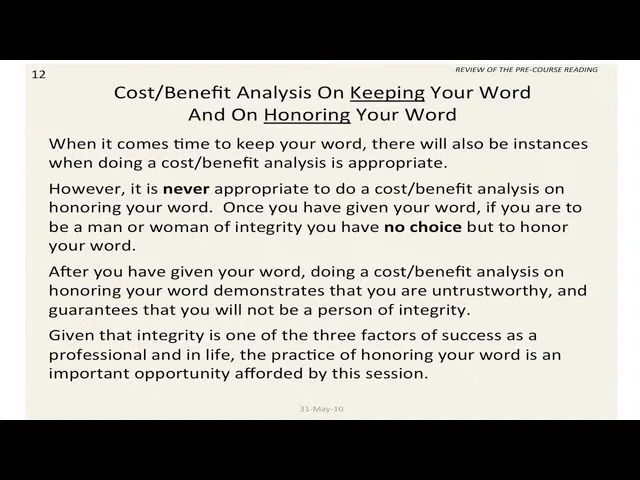 12
REVIEW OF THE PRE-COURSE READING
Cost/Benefit Analysis On Keeping Your Word
And On Honoring Your Word
When it comes time to keep your word, there will also be instances
when doing a cost/benefit analysis is appropriate.
However, it is never appropriate to do a cost/benefit analysis on
honoring your word.  Once you have given your word, if you are to
be a man or woman of integrity you have no choice but to honor
your word.
After you have given your word, doing a cost/benefit analysis on
honoring your word demonstrates that you are untrustworthy, and
guarantees that you will not be a person of integrity.
Given that integrity is one of the three factors of success as a
professional and in life, the practice of honoring your word is an
important opportunity afforded by this session.
31-May-10